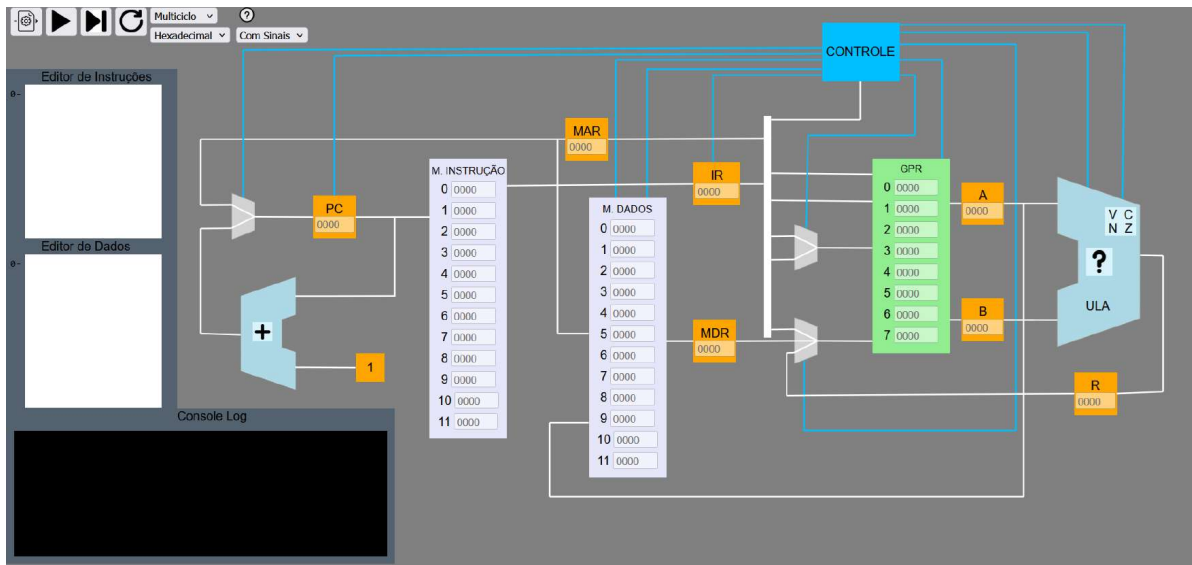 Multiciclo
?
Hexadecimal
Com Sinais
Editor de Instruções
0-
Editor de Dados
0-
Console Log
CONTROLE
MAR
0000
PC
0000
+
1
M. INSTRUÇÃO
0 0000
1 0000
2 0000
3 0000
4 0000
5 0000
6 0000
7 0000
8 0000
9 0000
10 0000
11 0000
M. DADOS
0 0000
1 0000
2 0000
3 0000
4 0000
5 0000
6 0000
7 0000
8 0000
9 0000
10 0000
11 0000
IR
0000
MDR
0000
GPR
0 0000
1 0000
2 0000
3 0000
4 0000
5 0000
6 0000
7 0000
A
0000
B
0000
V C
N Z
?
ULA
R
0000